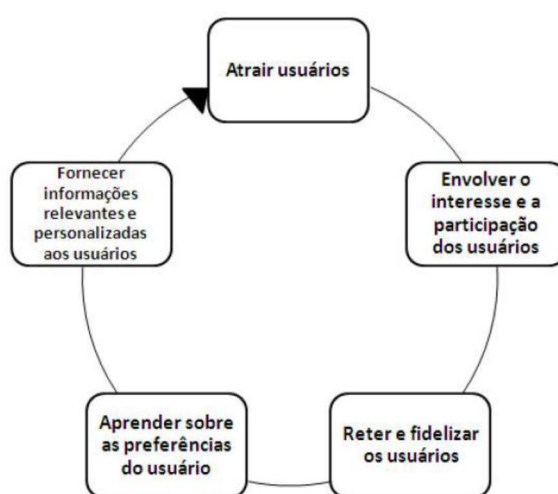 Atrair usuários
Envolver o
interesse e a
participação
dos usuários
Reter e fidelizar
os usuários
Aprender sobre
as preferências
do usuário
Fornecer
informações
relevantes e
personalizadas
aos usuários